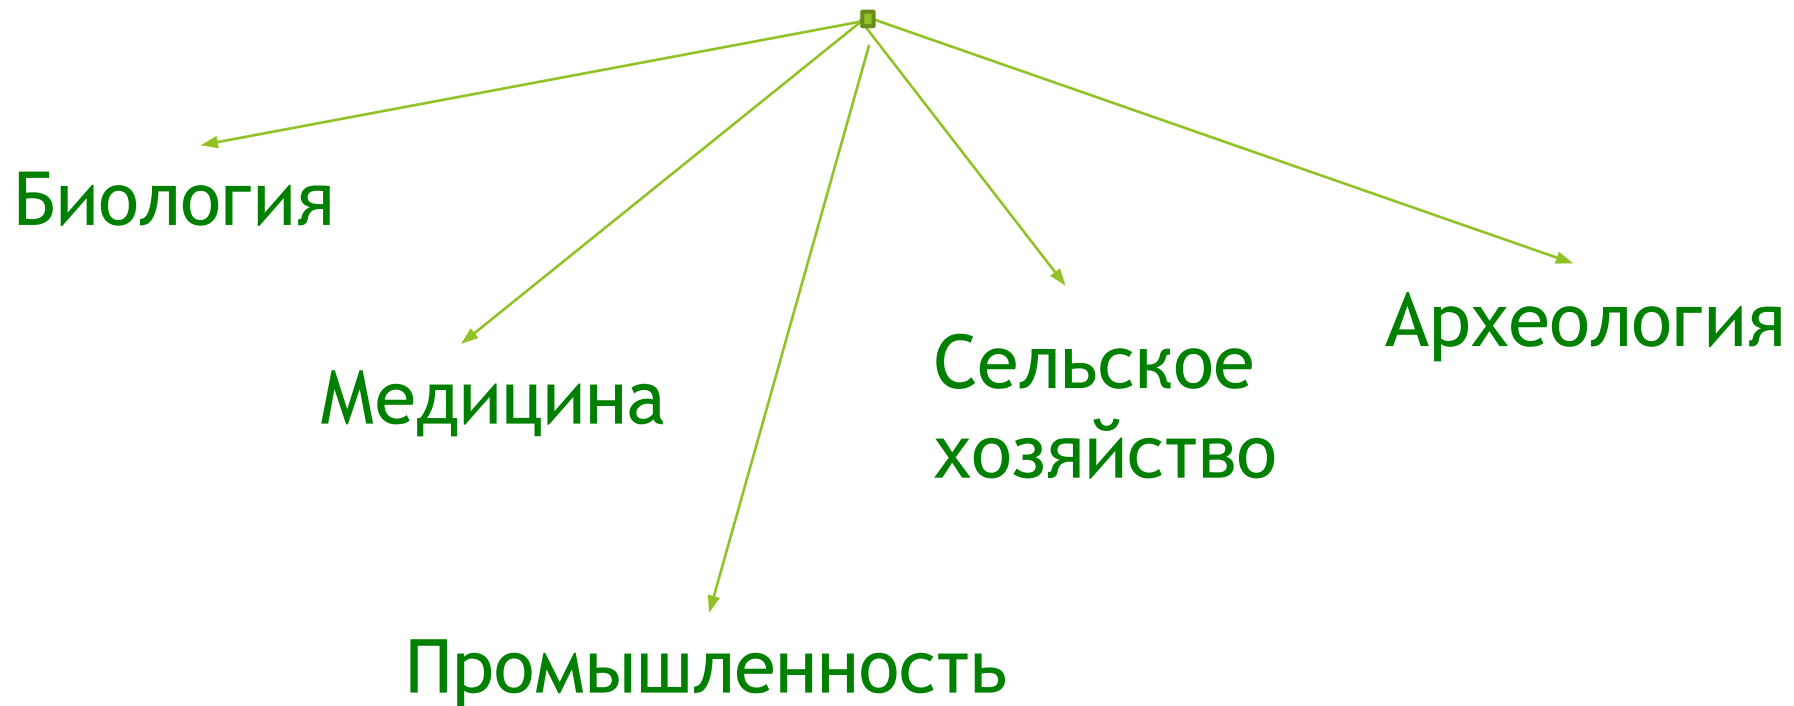 Биология
Археология
Сельское
хозяйство
Медицина
Промышленность